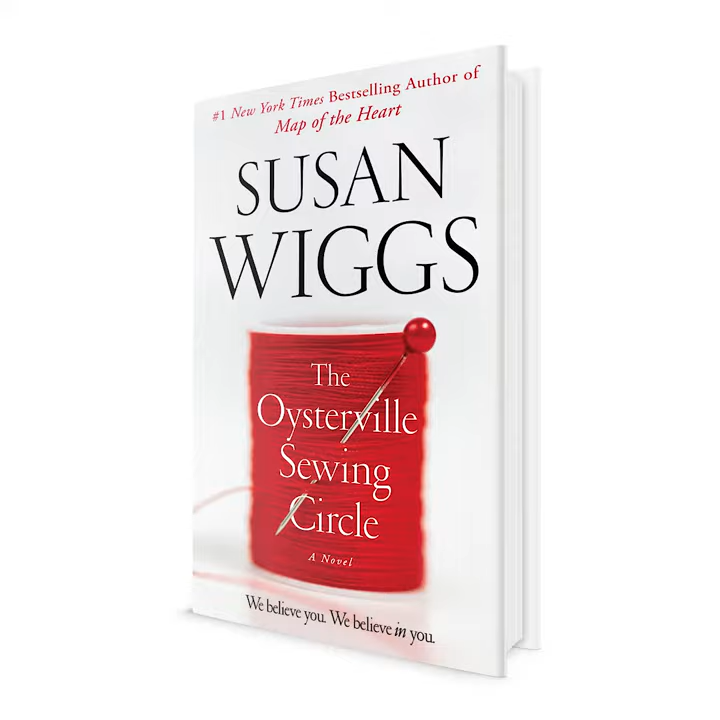 #1 New York Times Bestselling Author of
Map of the Heart
SUSAN
WIGGS
The
Oysterville
Sewing
Circle
A Novel
We believe you. We believe in you.